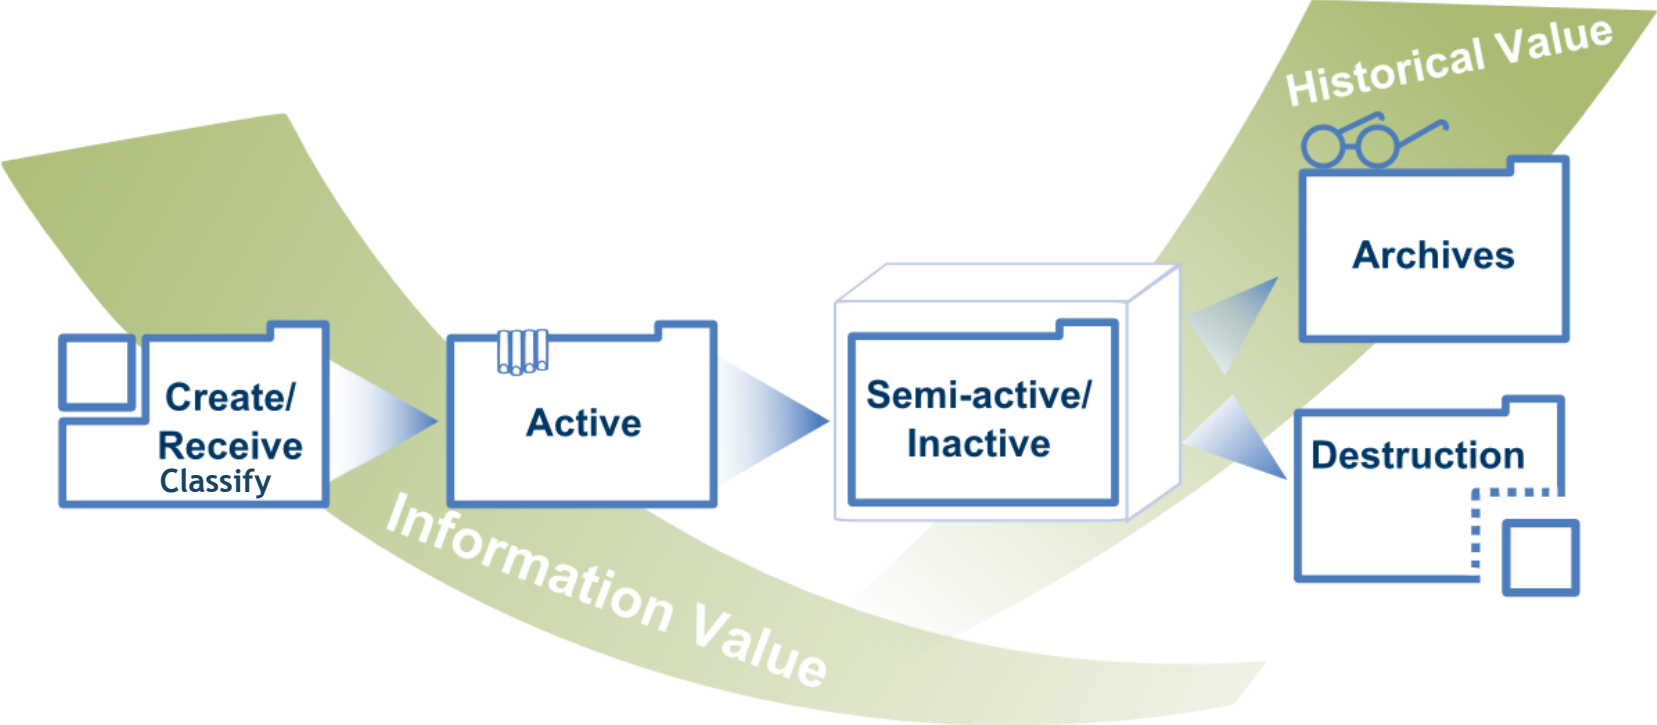 Historical Value
Archives
Create/
Receive
Classify
Active
Semi-active/
Inactive
Destruction
Information Value